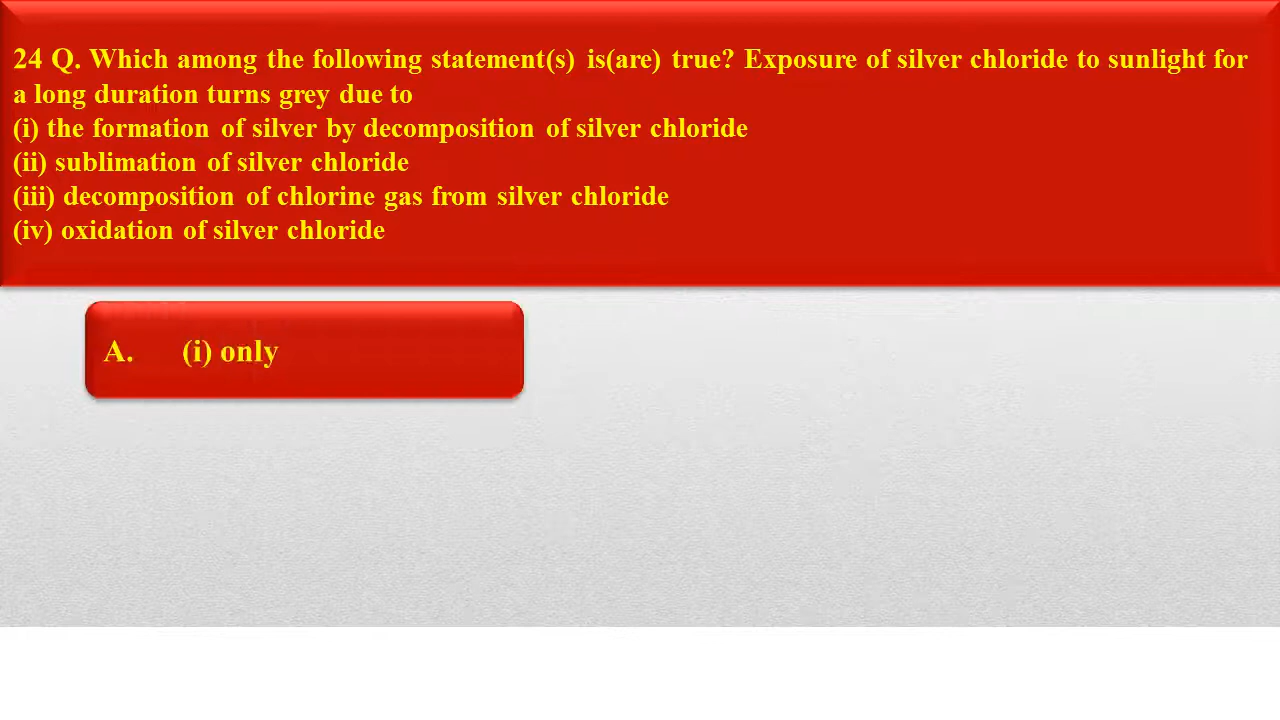 24 Q. Which among the following statement(s) is(are) true? Exposure of silver chloride to sunlight for
a long duration turns grey due to
(i) the formation of silver by decomposition of silver chloride
(ii) sublimation of silver chloride
(iii) decomposition of chlorine gas from silver chloride
(iv) oxidation of silver chloride
A. (i) only